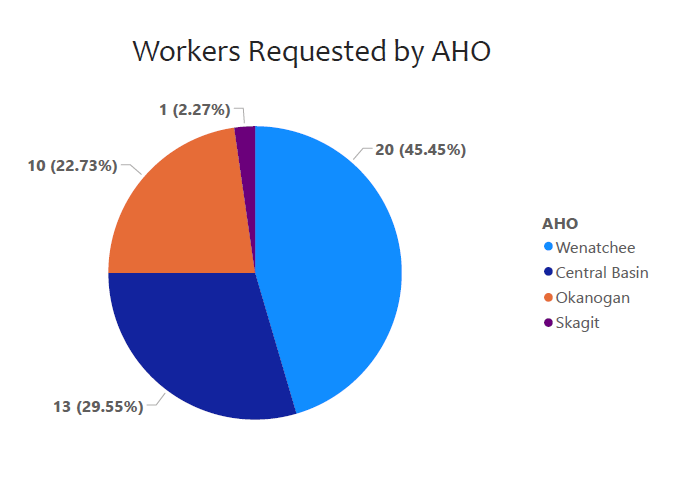 Workers Requested by AHO
1 (2.27%)
20 (45.45%)
10 (22.73%)
13 (29.55%)
AHO
Wenatchee
Central Basin
Okanogan
Skagit